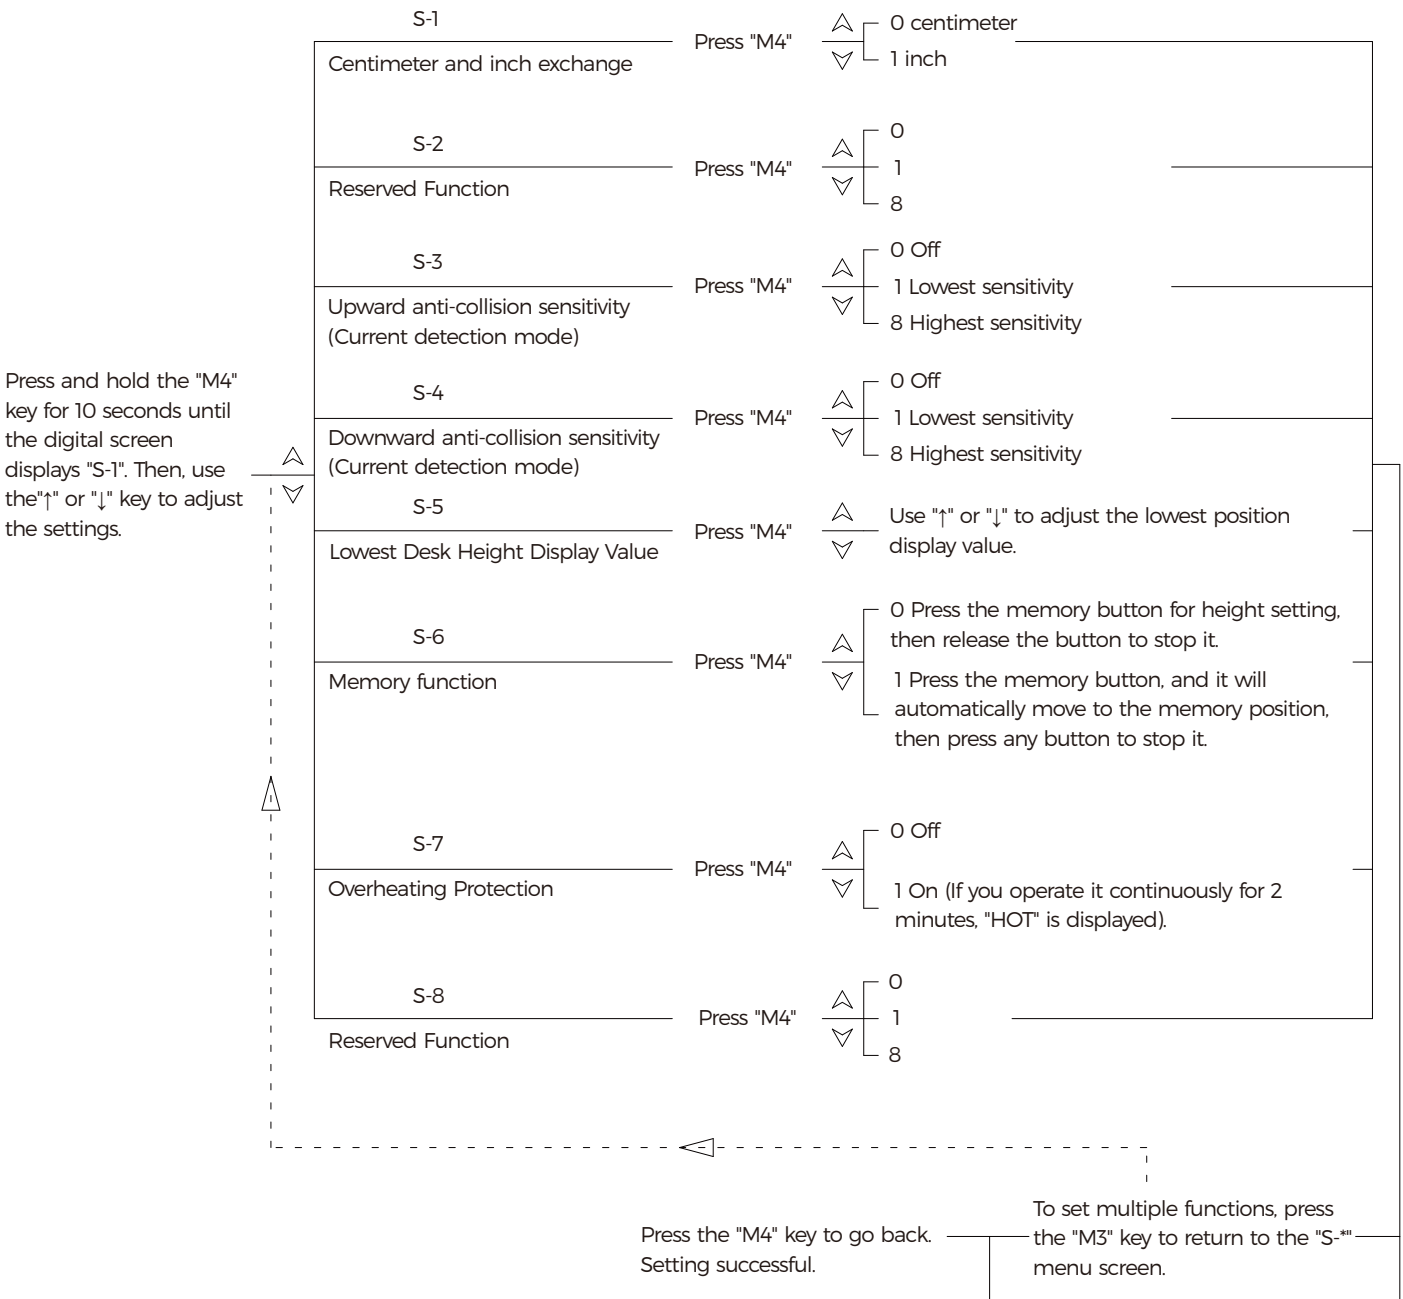 Press and hold the "M4"
key for 10 seconds until
the digital screen
displays "S-1". Then, use
the"↑" or "↓" key to adjust
the settings.
S-1
Centimeter and inch exchange
Press "M4"
0 centimeter
1 inch
S-2
Reserved Function
Press "M4"
0
1
8
S-3
Upward anti-collision sensitivity
(Current detection mode)
Press "M4"
0 Off
1 Lowest sensitivity
8 Highest sensitivity
S-4
Downward anti-collision sensitivity
(Current detection mode)
Press "M4"
0 Off
1 Lowest sensitivity
8 Highest sensitivity
S-5
Lowest Desk Height Display Value
Press "M4"
Use "↑" or "↓" to adjust the lowest position
display value.
S-6
Memory function
Press "M4"
0 Press the memory button for height setting,
then release the button to stop it.
1 Press the memory button, and it will
automatically move to the memory position,
then press any button to stop it.
S-7
Overheating Protection
Press "M4"
0 Off
1 On (If you operate it continuously for 2
minutes, "HOT" is displayed).
S-8
Reserved Function
Press "M4"
0
1
8
Press the "M4" key to go back.
Setting successful.
To set multiple functions, press
the "M3" key to return to the "S-*"
menu screen.